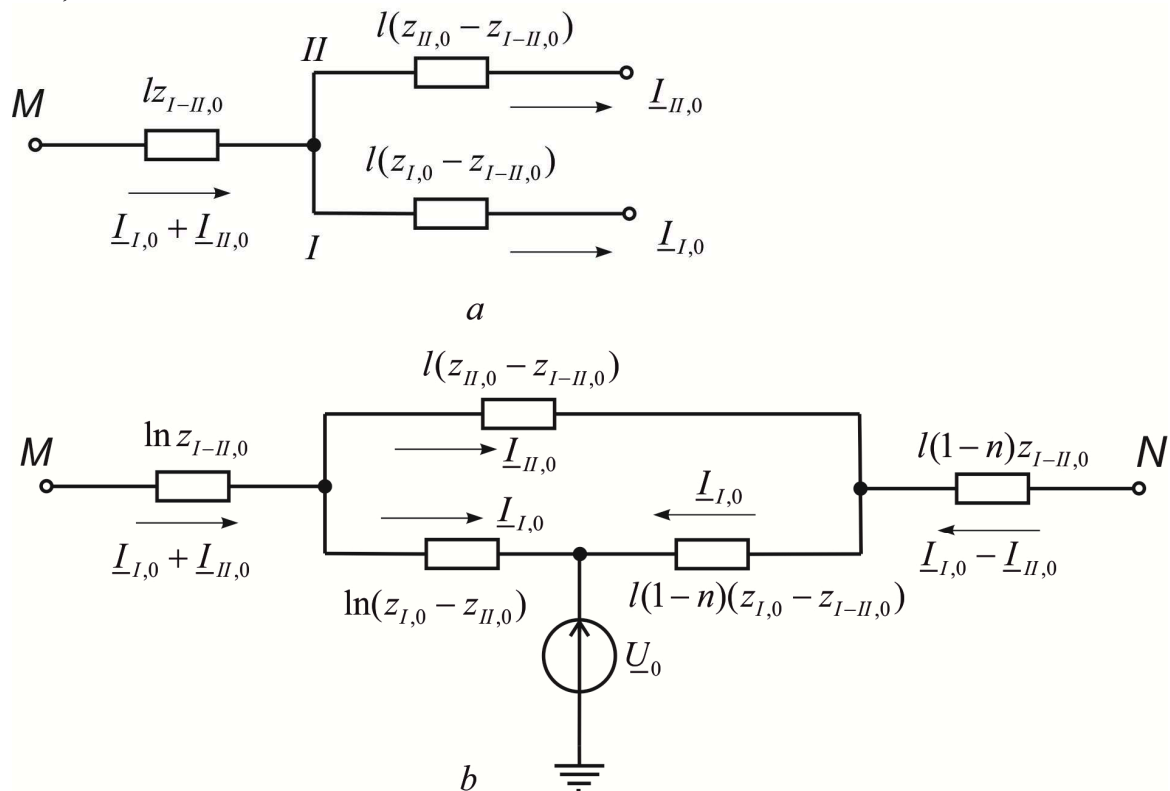 l(z_{II,0} − z_{I−II,0})
II
M
lz_{I−II,0}
I_{II,0}
l(z_{I,0} − z_{I−II,0})
I_{I,0} + I_{II,0}
I
I_{I,0}
a
l(z_{II,0} − z_{I−II,0})
M
ln z_{I−II,0}
l(1−n)z_{I−II,0}
N
I_{II,0}
I_{I,0}
I_{I,0}
I_{I,0} + I_{II,0}
I_{I,0} − I_{II,0}
ln(z_{I,0} − z_{II,0})
l(1−n)(z_{I,0} − z_{I−II,0})
U_0
b